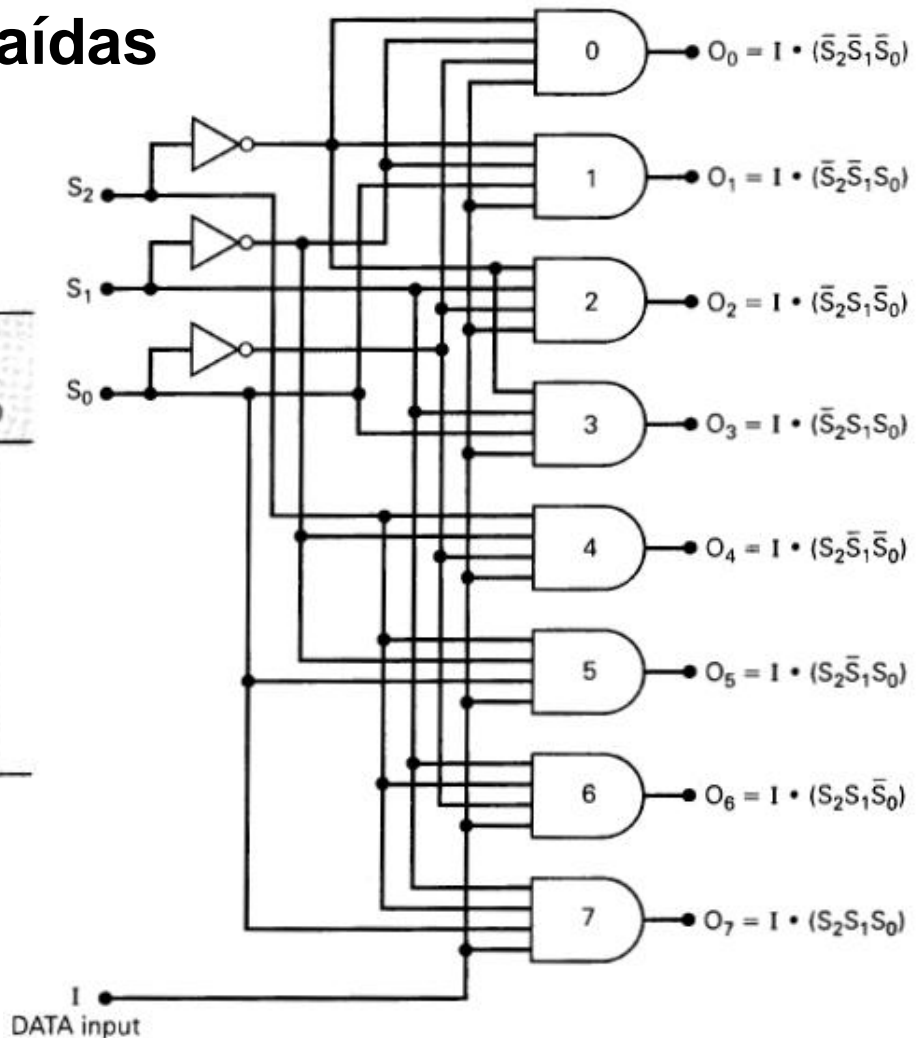 aídas
0
O₀ = I • (S̄₂S̄₁S̄₀)
1
O₁ = I • (S̄₂S̄₁S₀)
S₂
S₁
2
O₂ = I • (S̄₂S₁S̄₀)
S₀
3
O₃ = I • (S̄₂S₁S₀)
4
O₄ = I • (S₂S̄₁S̄₀)
5
O₅ = I • (S₂S̄₁S₀)
6
O₆ = I • (S₂S₁S̄₀)
7
O₇ = I • (S₂S₁S₀)
I
DATA input